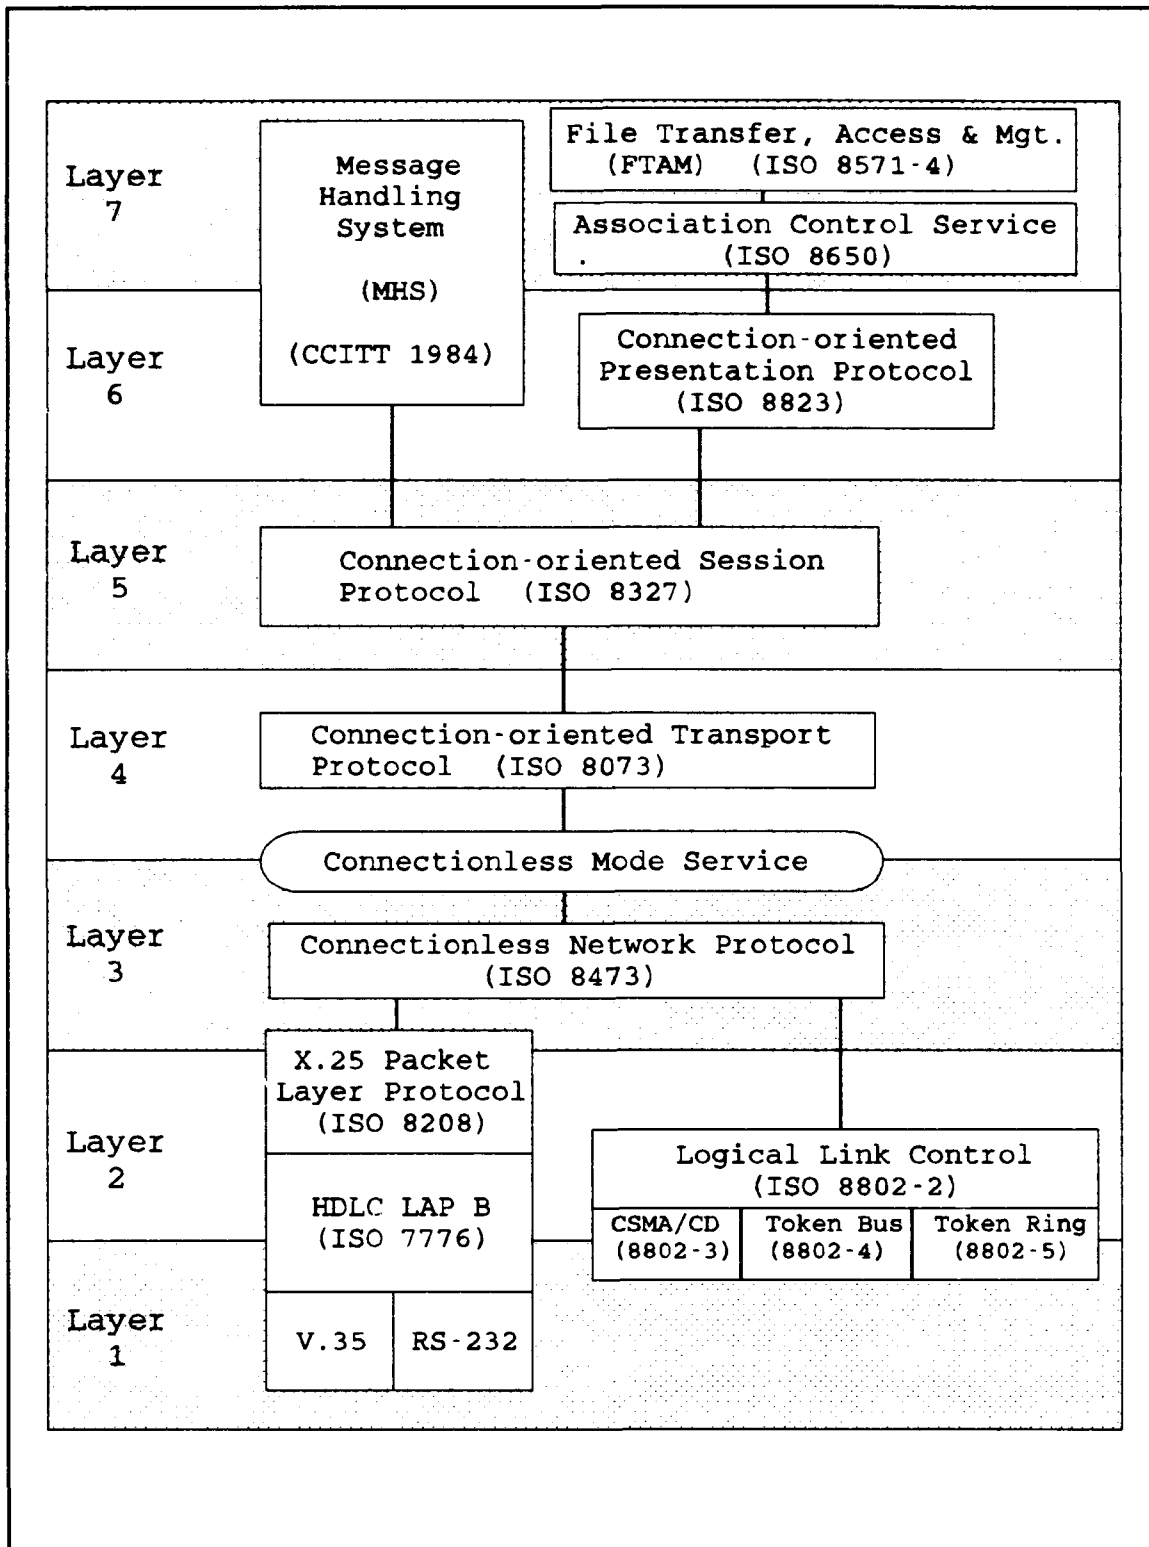 Layer
7
Message
Handling
System
(MHS)
(CCITT 1984)
File Transfer, Access & Mgt.
(FTAM) (ISO 8571-4)
Association Control Service
(ISO 8650)
Layer
6
Connection-oriented
Presentation Protocol
(ISO 8823)
Layer
5
Connection-oriented Session
Protocol (ISO 8327)
Layer
4
Connection-oriented Transport
Protocol (ISO 8073)
Connectionless Mode Service
Layer
3
Connectionless Network Protocol
(ISO 8473)
X.25 Packet
Layer Protocol
(ISO 8208)
Layer
2
Logical Link Control
(ISO 8802-2)
HDLC LAP B
(ISO 7776)
CSMA/CD
(8802-3)
Token Bus
(8802-4)
Token Ring
(8802-5)
Layer
1
V.35
RS-232